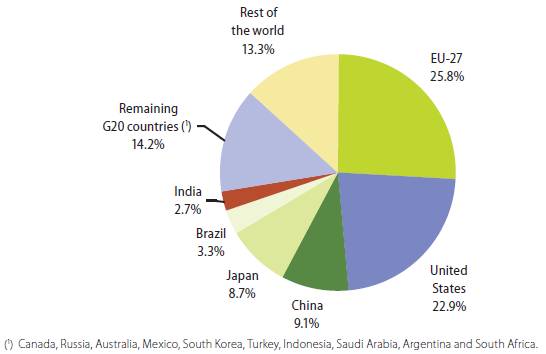 Rest of
the world
13.3%
EU-27
25.8%
Remaining
G20 countries (¹)
14.2%
India
2.7%
Brazil
3.3%
Japan
8.7%
China
9.1%
United
States
22.9%
(¹) Canada, Russia, Australia, Mexico, South Korea, Turkey, Indonesia, Saudi Arabia, Argentina and South Africa.